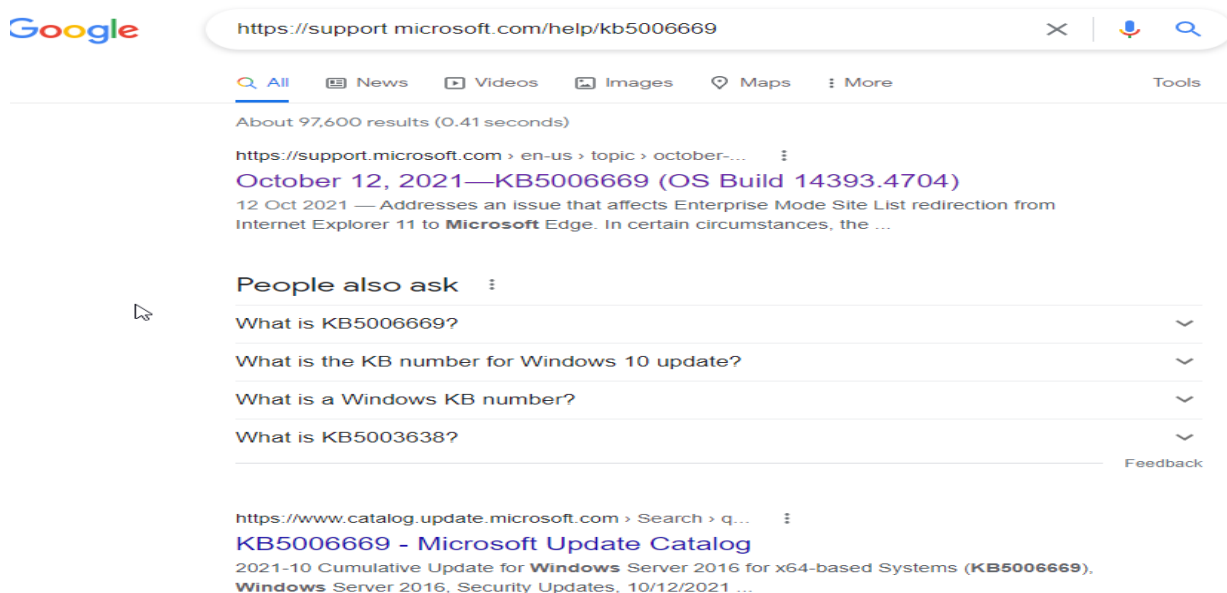 Google
https://support microsoft.com/help/kb5006669
All News Videos Images Maps More Tools
About 97,600 results (0.41 seconds)
https://support.microsoft.com › en-us › topic › october-...
October 12, 2021—KB5006669 (OS Build 14393.4704)
12 Oct 2021 — Addresses an issue that affects Enterprise Mode Site List redirection from
Internet Explorer 11 to Microsoft Edge. In certain circumstances, the ...
People also ask
What is KB5006669?
What is the KB number for Windows 10 update?
What is a Windows KB number?
What is KB5003638?
Feedback
https://www.catalog.update.microsoft.com › Search › q...
KB5006669 - Microsoft Update Catalog
2021-10 Cumulative Update for Windows Server 2016 for x64-based Systems (KB5006669),
Windows Server 2016, Security Updates, 10/12/2021 ...